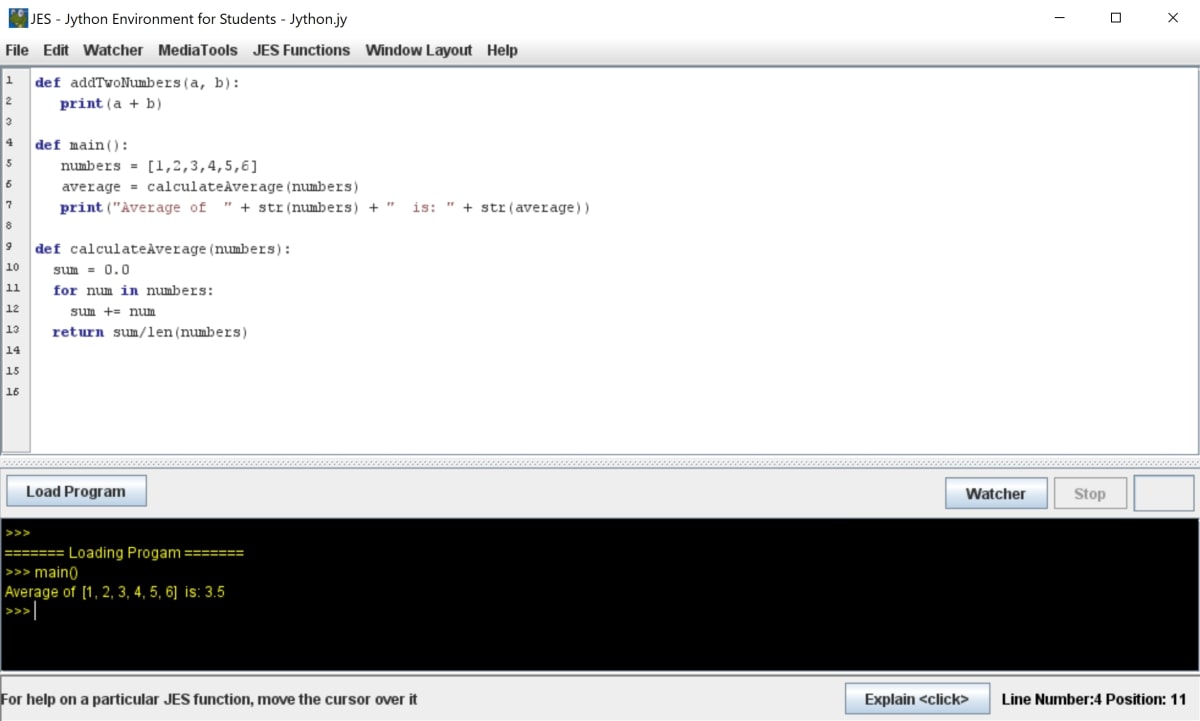 JES - Jython Environment for Students - Jython.jy
File Edit Watcher MediaTools JES Functions Window Layout Help
1 def addTwoNumbers(a, b):
2    print(a + b)
3
4 def main():
5    numbers = [1,2,3,4,5,6]
6    average = calculateAverage(numbers)
7    print("Average of  " + str(numbers) + "  is: " + str(average))
8
9 def calculateAverage(numbers):
10   sum = 0.0
11   for num in numbers:
12     sum += num
13   return sum/len(numbers)
14
15
16
Load Program Watcher Stop
>>>
======= Loading Progam =======
>>> main()
Average of  [1, 2, 3, 4, 5, 6]  is: 3.5
>>>
For help on a particular JES function, move the cursor over it Explain <click> Line Number:4 Position: 11